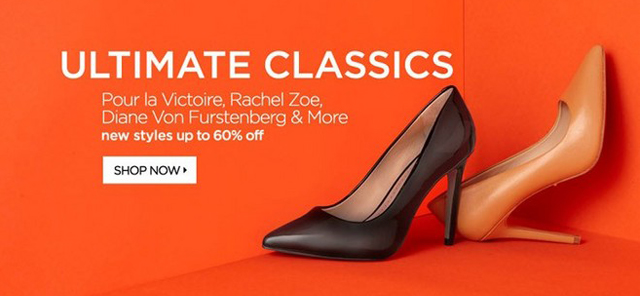 ULTIMATE CLASSICS
Pour la Victoire, Rachel Zoe,
Diane Von Furstenberg & More
new styles up to 60% off
SHOP NOW